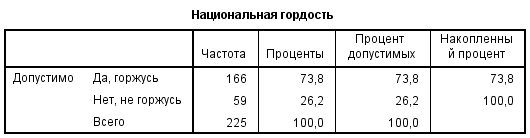 Национальная гордость
Частота Проценты Процент допустимых Накопленны й процент
Допустимо Да, горжусь 166 73,8 73,8 73,8
Нет, не горжусь 59 26,2 26,2 100,0
Всего 225 100,0 100,0